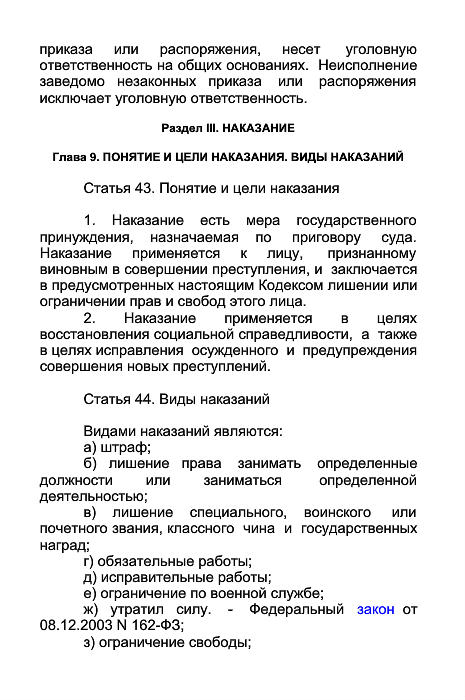 приказа или распоряжения, несет уголовную
ответственность на общих основаниях. Неисполнение
заведомо незаконных приказа или распоряжения
исключает уголовную ответственность.
Раздел III. НАКАЗАНИЕ
Глава 9. ПОНЯТИЕ И ЦЕЛИ НАКАЗАНИЯ. ВИДЫ НАКАЗАНИЙ
Статья 43. Понятие и цели наказания
1. Наказание есть мера государственного
принуждения, назначаемая по приговору суда.
Наказание применяется к лицу, признанному
виновным в совершении преступления, и заключается
в предусмотренных настоящим Кодексом лишении или
ограничении прав и свобод этого лица.
2. Наказание применяется в целях
восстановления социальной справедливости, а также
в целях исправления осужденного и предупреждения
совершения новых преступлений.
Статья 44. Виды наказаний
Видами наказаний являются:
а) штраф;
б) лишение права занимать определенные
должности или заниматься определенной
деятельностью;
в) лишение специального, воинского или
почетного звания, классного чина и государственных
наград;
г) обязательные работы;
д) исправительные работы;
е) ограничение по военной службе;
ж) утратил силу. - Федеральный закон от
08.12.2003 N 162-ФЗ;
з) ограничение свободы;